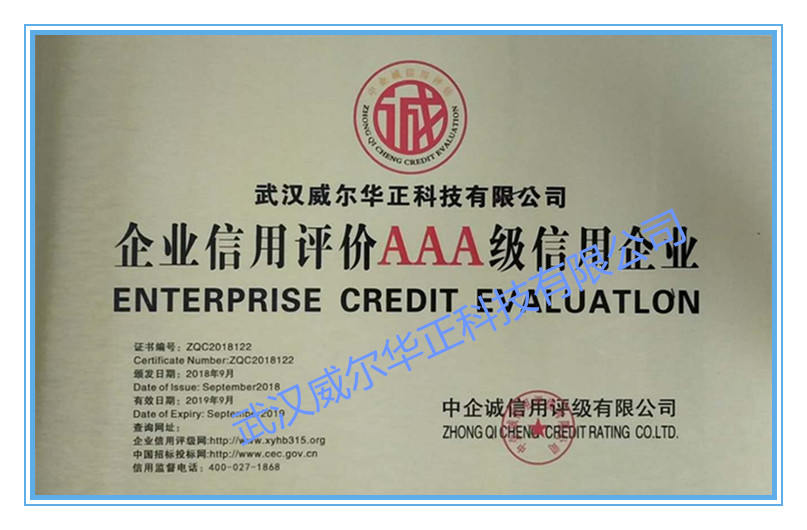 中企诚信用评级
ZHONG QI CHENG CREDIT EVALUATION
诚
武汉威尔华正科技有限公司
企业信用评价AAA级信用企业
ENTERPRISE CREDIT EVALUATLON
证书编号：ZQC2018122
Certificate Number:ZQC2018122
颁发日期：2018年9月
Date of Issue: September2018
有效日期：2019年9月
Date of Expiry: September2019
查询网址：
企业信用评级网:http://www.xyhb315.org
中国招标投标网:http://www.cec.gov.cn
信用监督电话：400-027-1868
中企诚信用评级有限公司
ZHONG QI CHENG CREDIT RATING CO.LTD.
武汉威尔华正科技有限公司